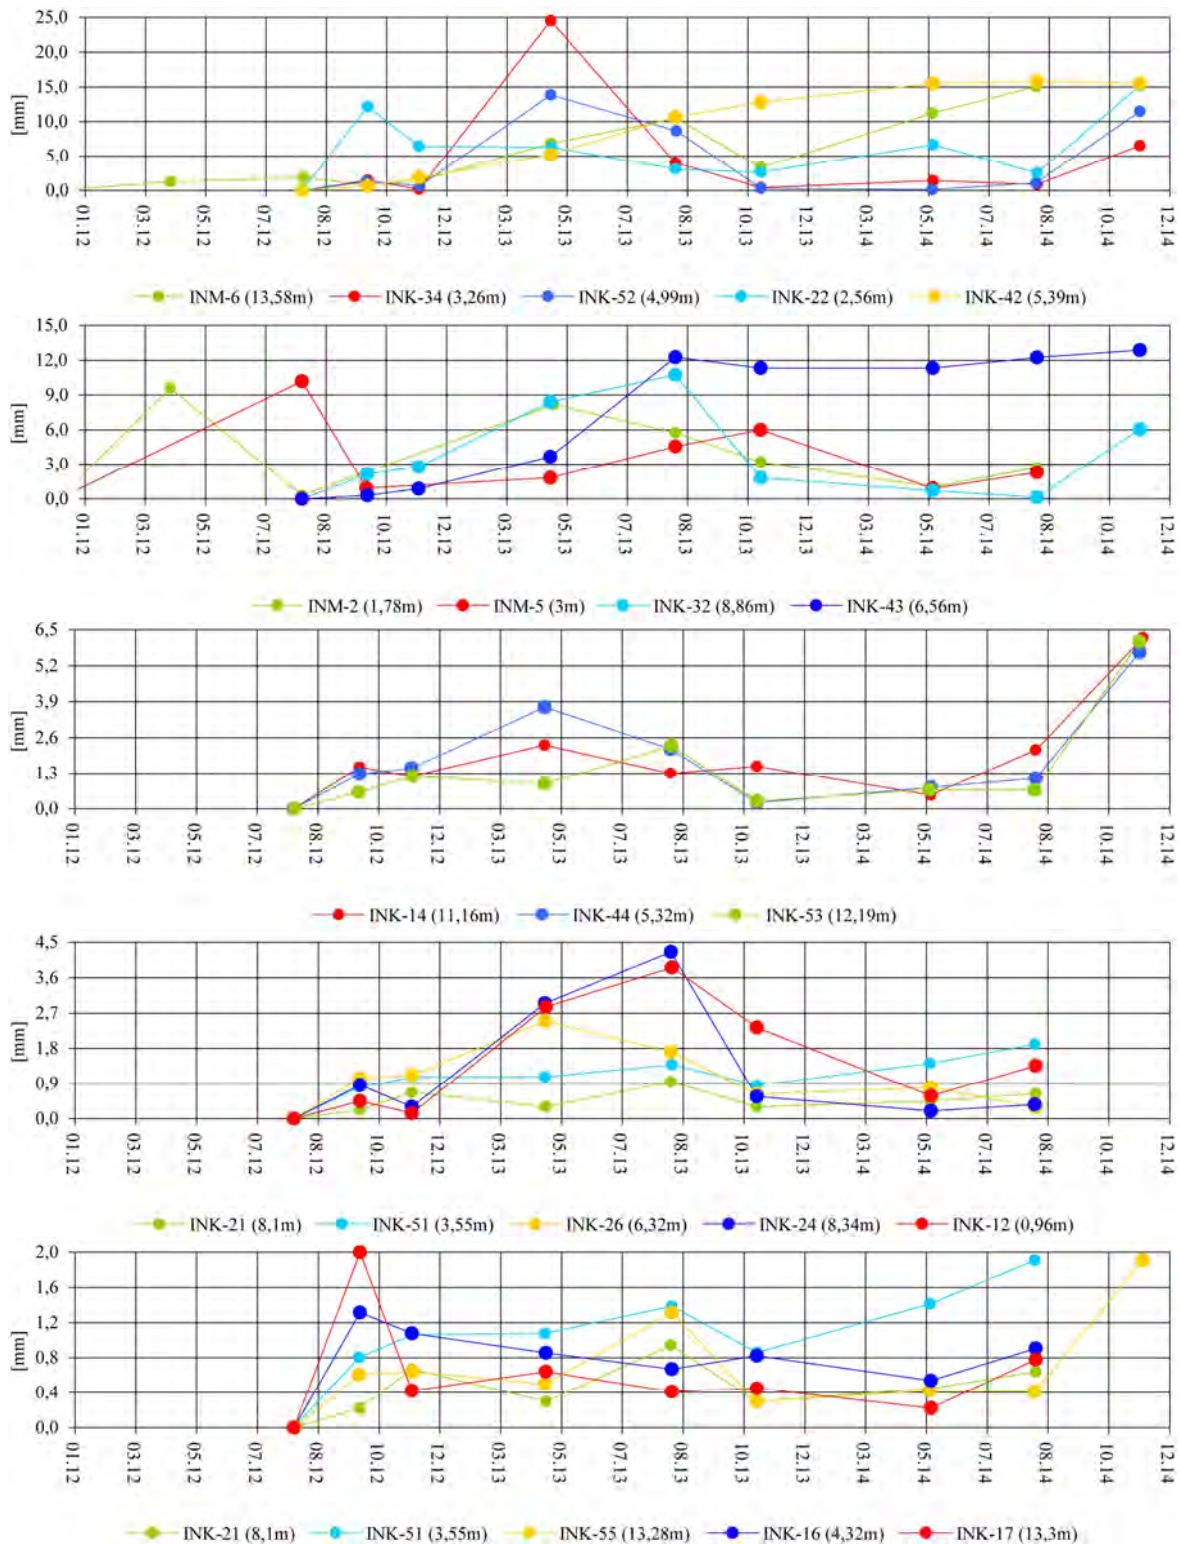 25,0
20,0
15,0
10,0
5,0
0,0
[mm]
01.12 03.12 05.12 07.12 08.12 10.12 12.12 03.13 05.13 08.13 10.13 12.13 03.14 05.14 07.14 08.14 10.14 12.14
INM-6 (13,58m) INK-34 (3,26m) INK-52 (4,99m) INK-22 (2,56m) INK-42 (5,39m)
15,0
12,0
9,0
6,0
3,0
0,0
[mm]
01.12 03.12 05.12 07.12 08.12 10.12 12.12 03.13 05.13 08.13 10.13 12.13 03.14 05.14 07.14 08.14 10.14 12.14
INM-2 (1,78m) INM-5 (3m) INK-32 (8,86m) INK-43 (6,56m)
6,5
5,2
3,9
2,6
1,3
0,0
[mm]
01.12 03.12 05.12 07.12 08.12 10.12 12.12 03.13 05.13 07.13 08.13 10.13 12.13 03.14 05.14 07.14 08.14 10.14 12.14
INK-14 (11,16m) INK-44 (5,32m) INK-53 (12,19m)
4,5
3,6
2,7
1,8
0,9
0,0
[mm]
01.12 03.12 05.12 07.12 08.12 10.12 12.12 03.13 05.13 07.13 08.13 10.13 12.13 03.14 05.14 07.14 08.14 10.14 12.14
INK-21 (8,1m) INK-51 (3,55m) INK-26 (6,32m) INK-24 (8,34m) INK-12 (0,96m)
2,0
1,6
1,2
0,8
0,4
0,0
[mm]
01.12 03.12 05.12 07.12 08.12 10.12 12.12 03.13 05.13 07.13 08.13 10.13 12.13 03.14 05.14 07.14 08.14 10.14 12.14
INK-21 (8,1m) INK-51 (3,55m) INK-55 (13,28m) INK-16 (4,32m) INK-17 (13,3m)